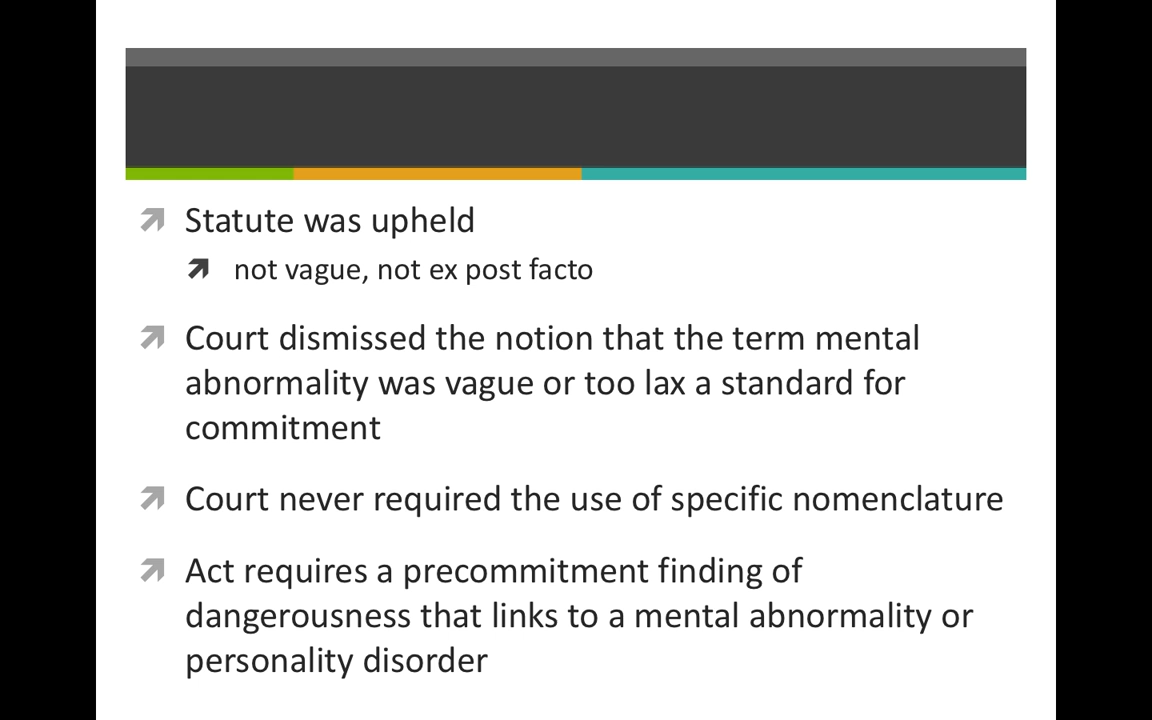 Statute was upheld
not vague, not ex post facto
Court dismissed the notion that the term mental
abnormality was vague or too lax a standard for
commitment
Court never required the use of specific nomenclature
Act requires a precommitment finding of
dangerousness that links to a mental abnormality or
personality disorder